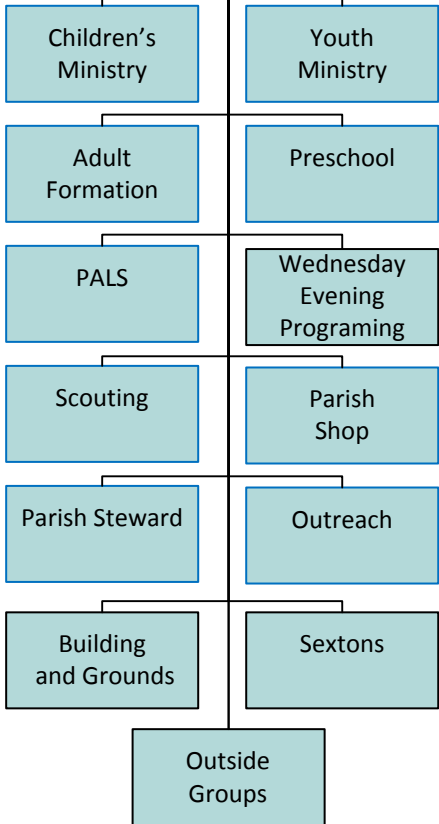 Children’s
Ministry
Youth
Ministry
Adult
Formation
Preschool
PALS
Wednesday
Evening
Programing
Scouting
Parish
Shop
Parish Steward
Outreach
Building
and Grounds
Sextons
Outside
Groups